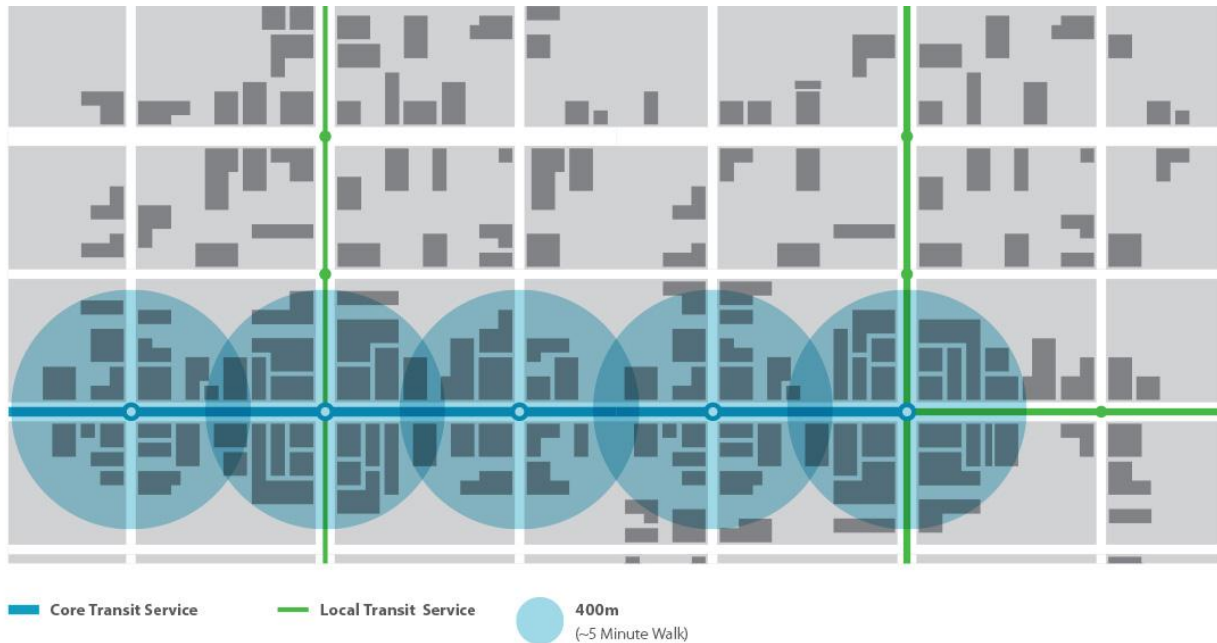 Core Transit Service
Local Transit Service
400m
(~5 Minute Walk)